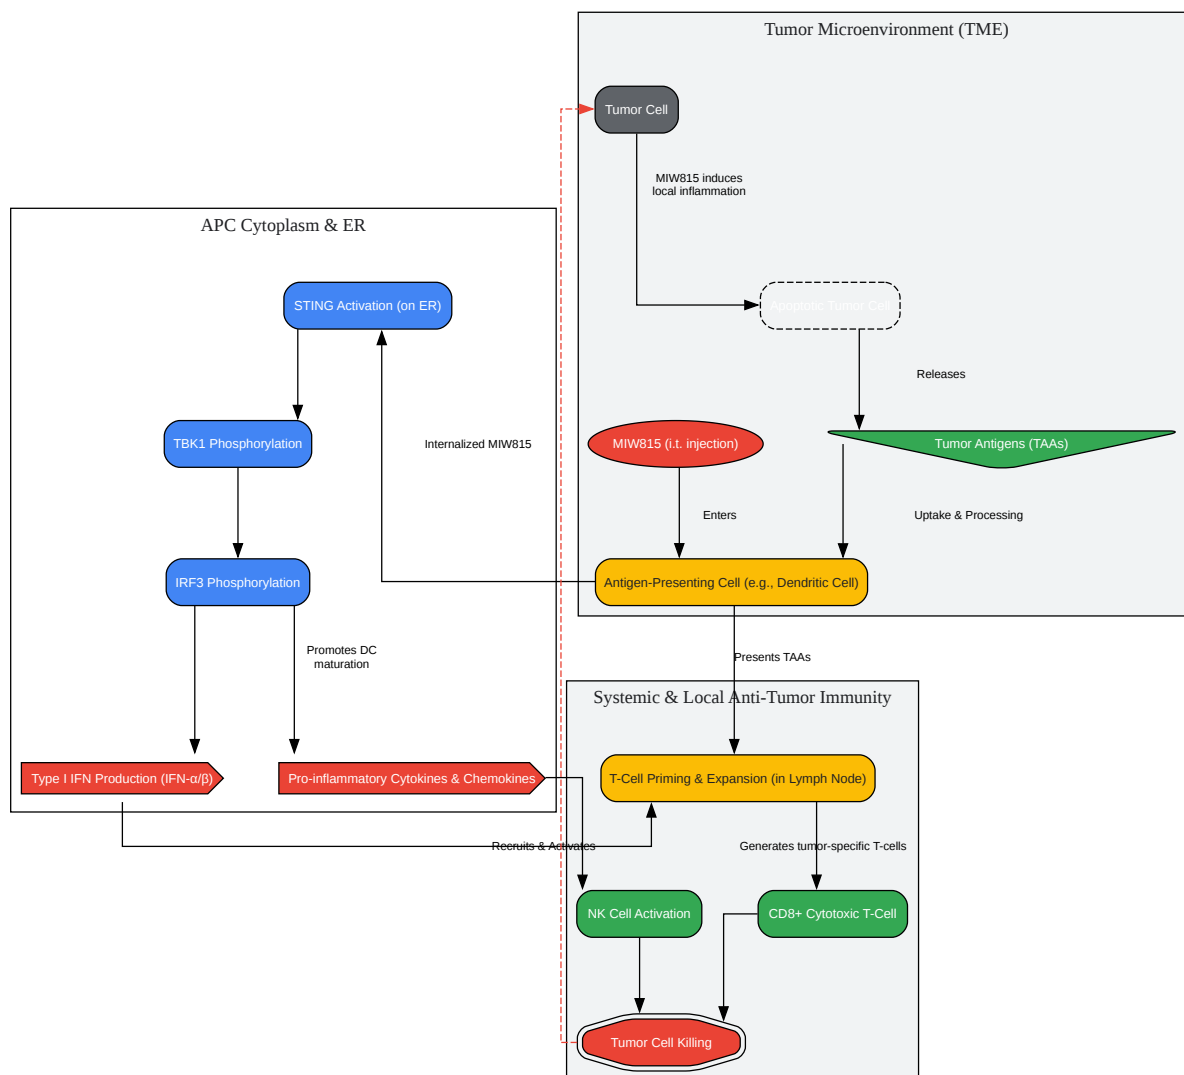 Tumor Microenvironment (TME)
Tumor Cell
MIW815 induces
local inflammation
APC Cytoplasm & ER
STING Activation (on ER)
Apoptotic Tumor Cell
Releases
TBK1 Phosphorylation
Internalized MIW815
MIW815 (i.t. injection)
Tumor Antigens (TAAs)
Enters
Uptake & Processing
IRF3 Phosphorylation
Antigen-Presenting Cell (e.g., Dendritic Cell)
Promotes DC
maturation
Presents TAAs
Systemic & Local Anti-Tumor Immunity
Type I IFN Production (IFN-α/β)
Pro-inflammatory Cytokines & Chemokines
T-Cell Priming & Expansion (in Lymph Node)
Recruits & Activates
Generates tumor-specific T-cells
NK Cell Activation
CD8+ Cytotoxic T-Cell
Tumor Cell Killing